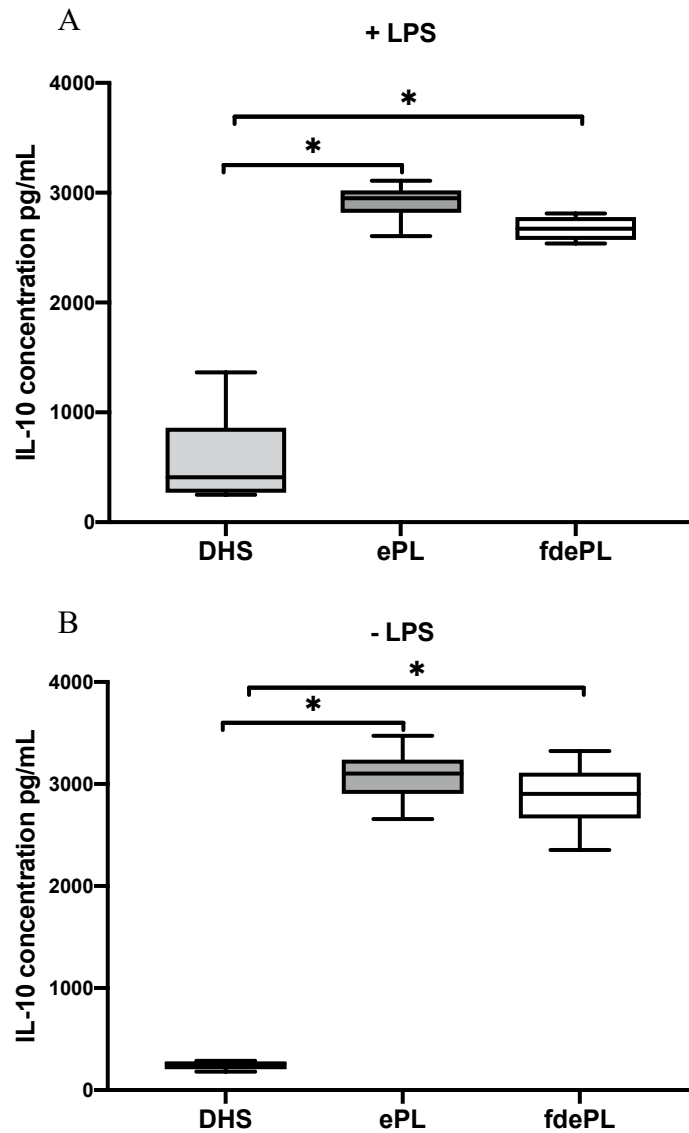 A
+ LPS
IL-10 concentration pg/mL
4000
3000
2000
1000
0
*
*
DHS
ePL
fdePL
B
- LPS
IL-10 concentration pg/mL
4000
3000
2000
1000
0
*
*
DHS
ePL
fdePL